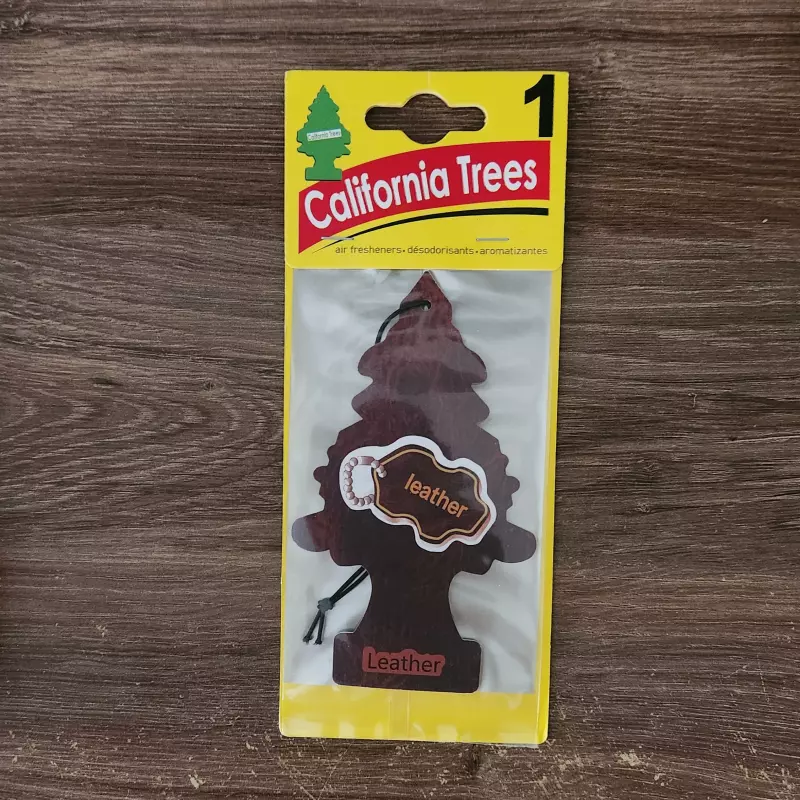 1
California Trees
California Trees
air fresheners • désodorisants • aromatizantes
leather
Leather